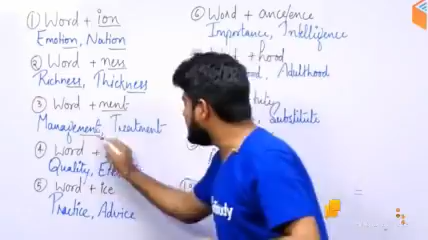 ① Word + ion
Emotion, Nation
② Word + ness
Richness, Thickness
③ Word + ment
Management, Treatment
④ Word +
Quality,
⑤ Word + ice
Practice, Advice
⑥ Word + ance/ence
Importance, Intelligence
+ hood
Adulthood
Substitute